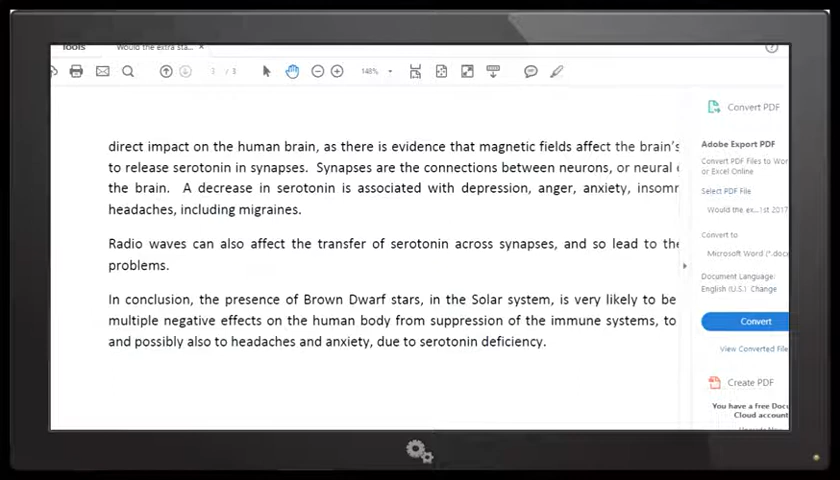 Tools Would the extra sta... ×
3 / 3 148%
direct impact on the human brain, as there is evidence that magnetic fields affect the brain's
to release serotonin in synapses. Synapses are the connections between neurons, or neural
the brain. A decrease in serotonin is associated with depression, anger, anxiety, insomn
headaches, including migraines.
Radio waves can also affect the transfer of serotonin across synapses, and so lead to the
problems.
In conclusion, the presence of Brown Dwarf stars, in the Solar system, is very likely to be
multiple negative effects on the human body from suppression of the immune systems, to
and possibly also to headaches and anxiety, due to serotonin deficiency.
Convert PDF
Adobe Export PDF
Convert PDF Files to Wor
or Excel Online
Select PDF File
Would the ex...1st 2017
Convert to
Microsoft Word (*.docx
Document Language:
English (U.S.) Change
Convert
View Converted File
Create PDF
You have a free Docu
Cloud account